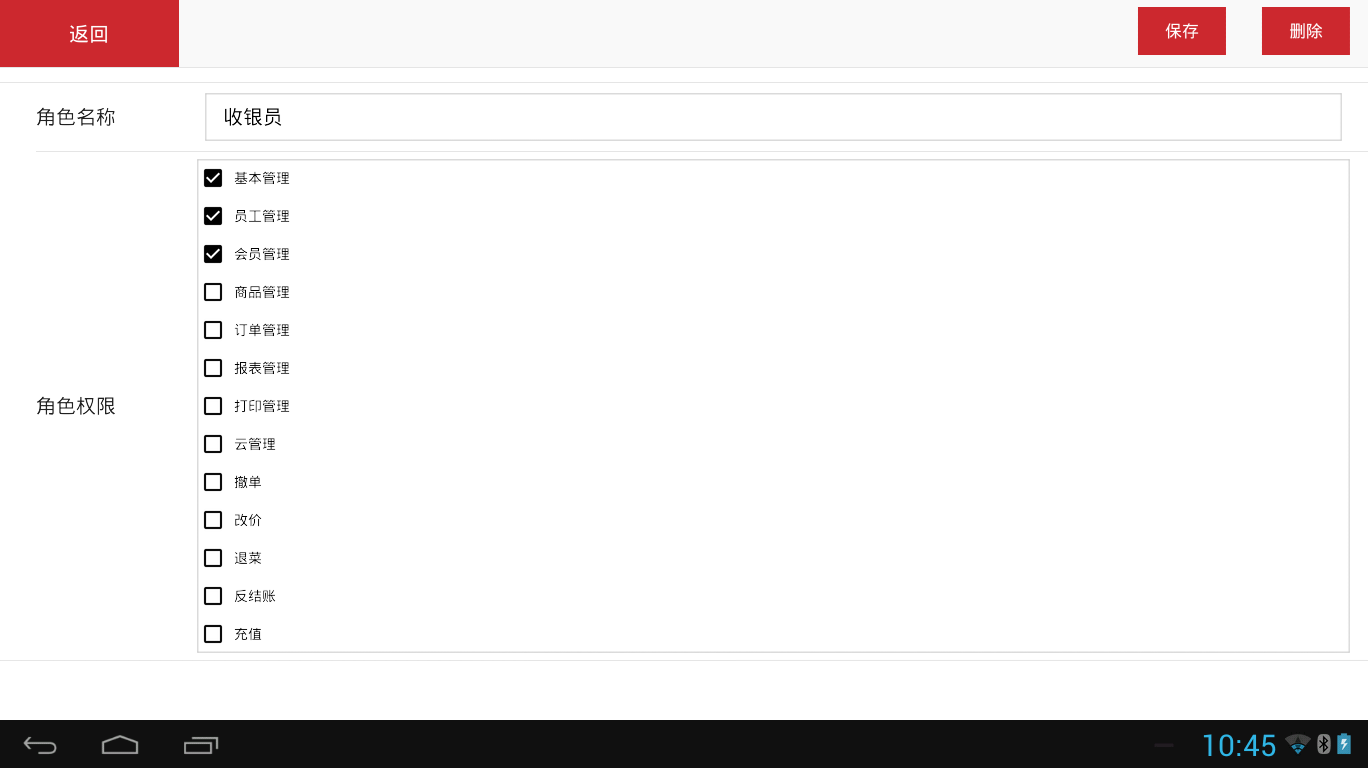 返回
保存
删除
角色名称
收银员
角色权限
基本管理
员工管理
会员管理
商品管理
订单管理
报表管理
打印管理
云管理
撤单
改价
退菜
反结账
充值
10:45